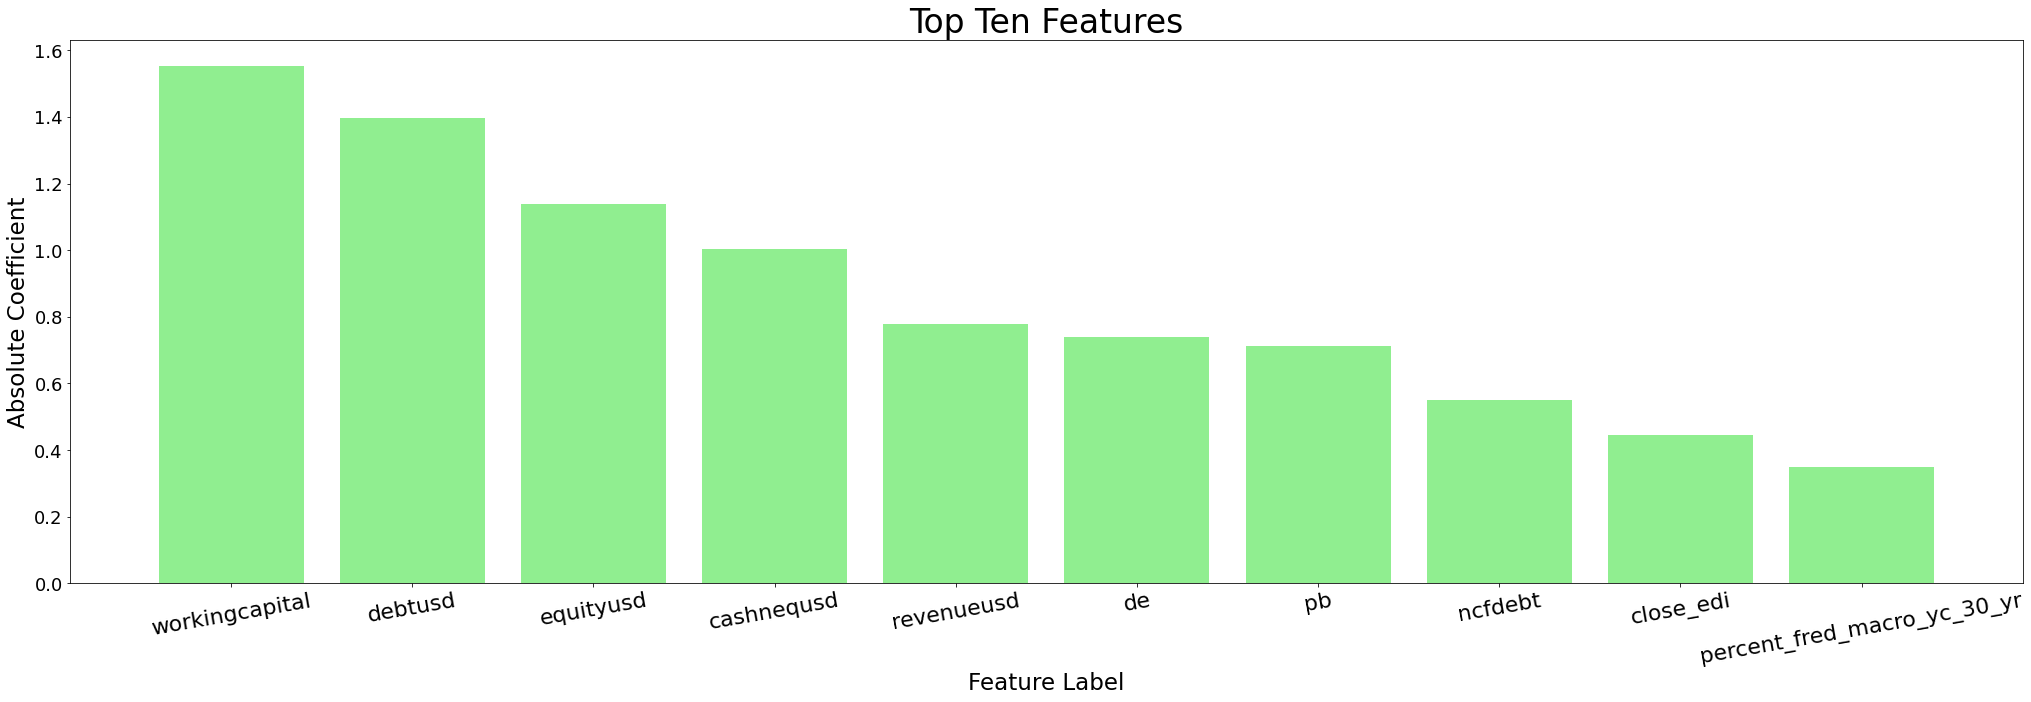 Top Ten Features
Absolute Coefficient
1.6
1.4
1.2
1.0
0.8
0.6
0.4
0.2
0.0
workingcapital
debtusd
equityusd
cashnequsd
revenueusd
de
pb
ncfdebt
close_edi
percent_fred_macro_yc_30_yr
Feature Label